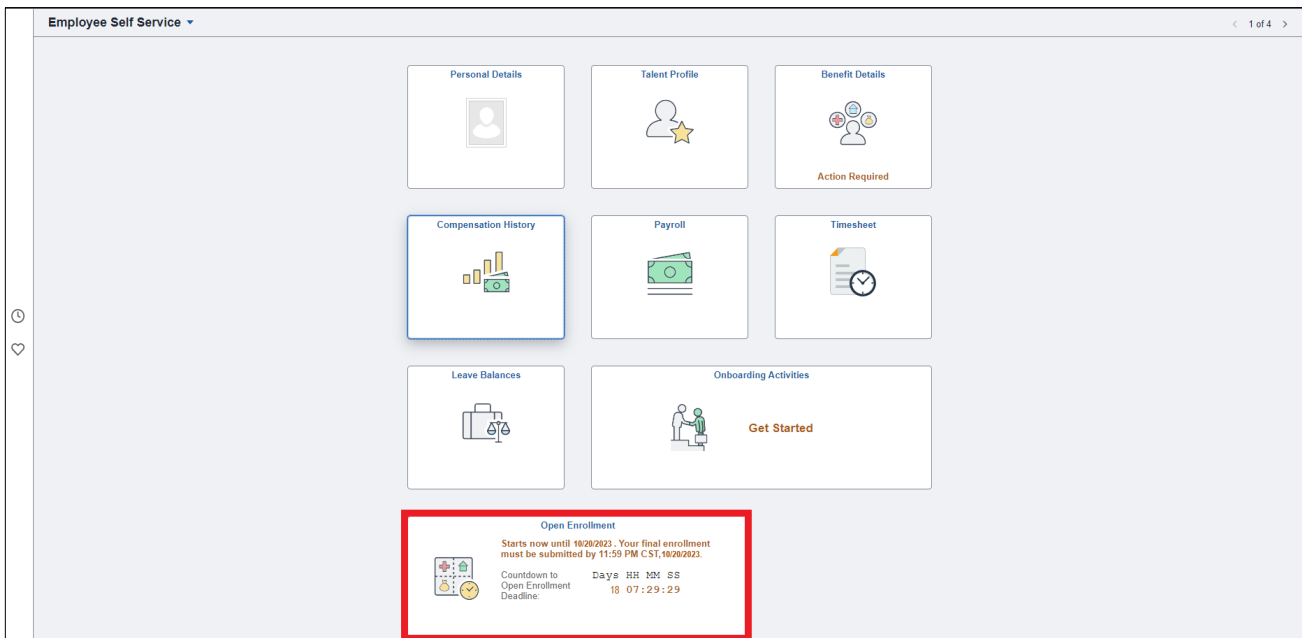 Employee Self Service
1 of 4
Personal Details
Talent Profile
Benefit Details
Action Required
Compensation History
Payroll
Timesheet
Leave Balances
Onboarding Activities
Get Started
Open Enrollment
Starts now until 10/20/2023 . Your final enrollment
must be submitted by 11:59 PM CST,10/20/2023.
Countdown to
Open Enrollment
Deadline:
Days HH MM SS
18 07:29:29